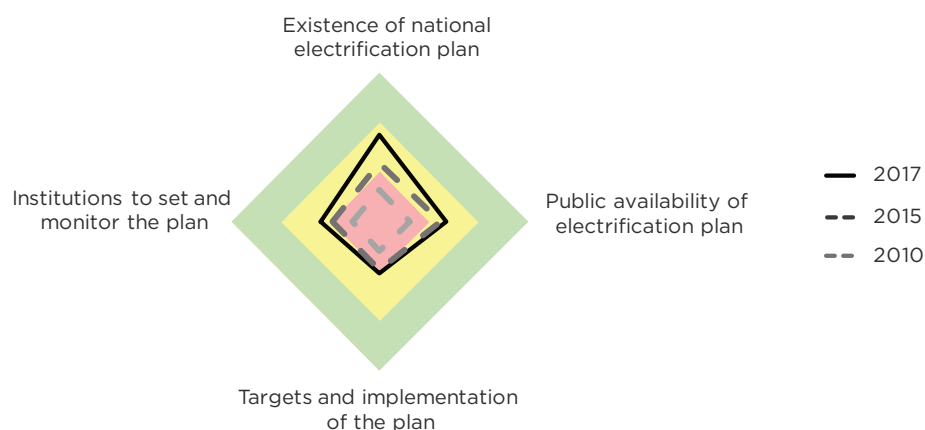 Existence of national
electrification plan
Institutions to set and
monitor the plan
Public availability of
electrification plan
Targets and implementation
of the plan
2017
2015
2010